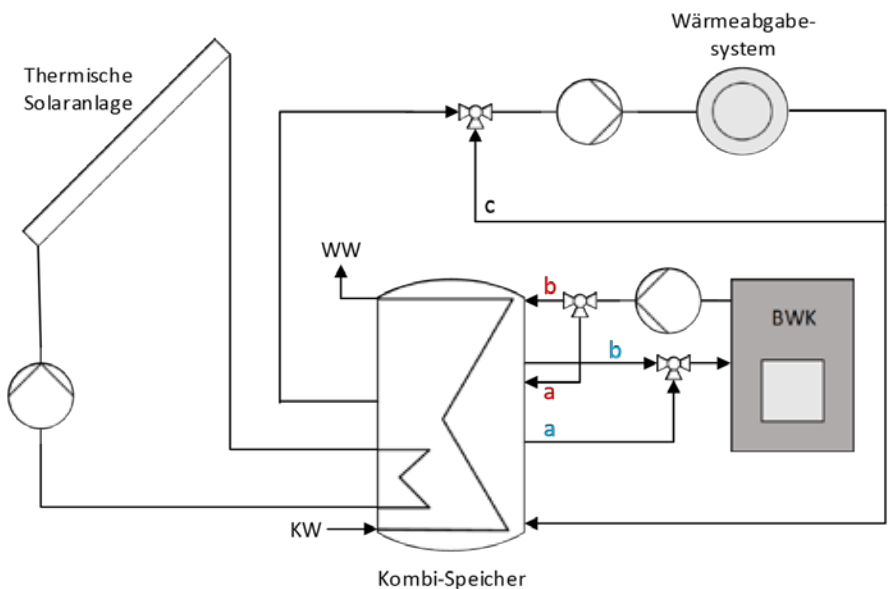 Wärmeabgabe-
system
Thermische
Solaranlage
c
WW
b
BWK
b
a
a
KW
Kombi-Speicher